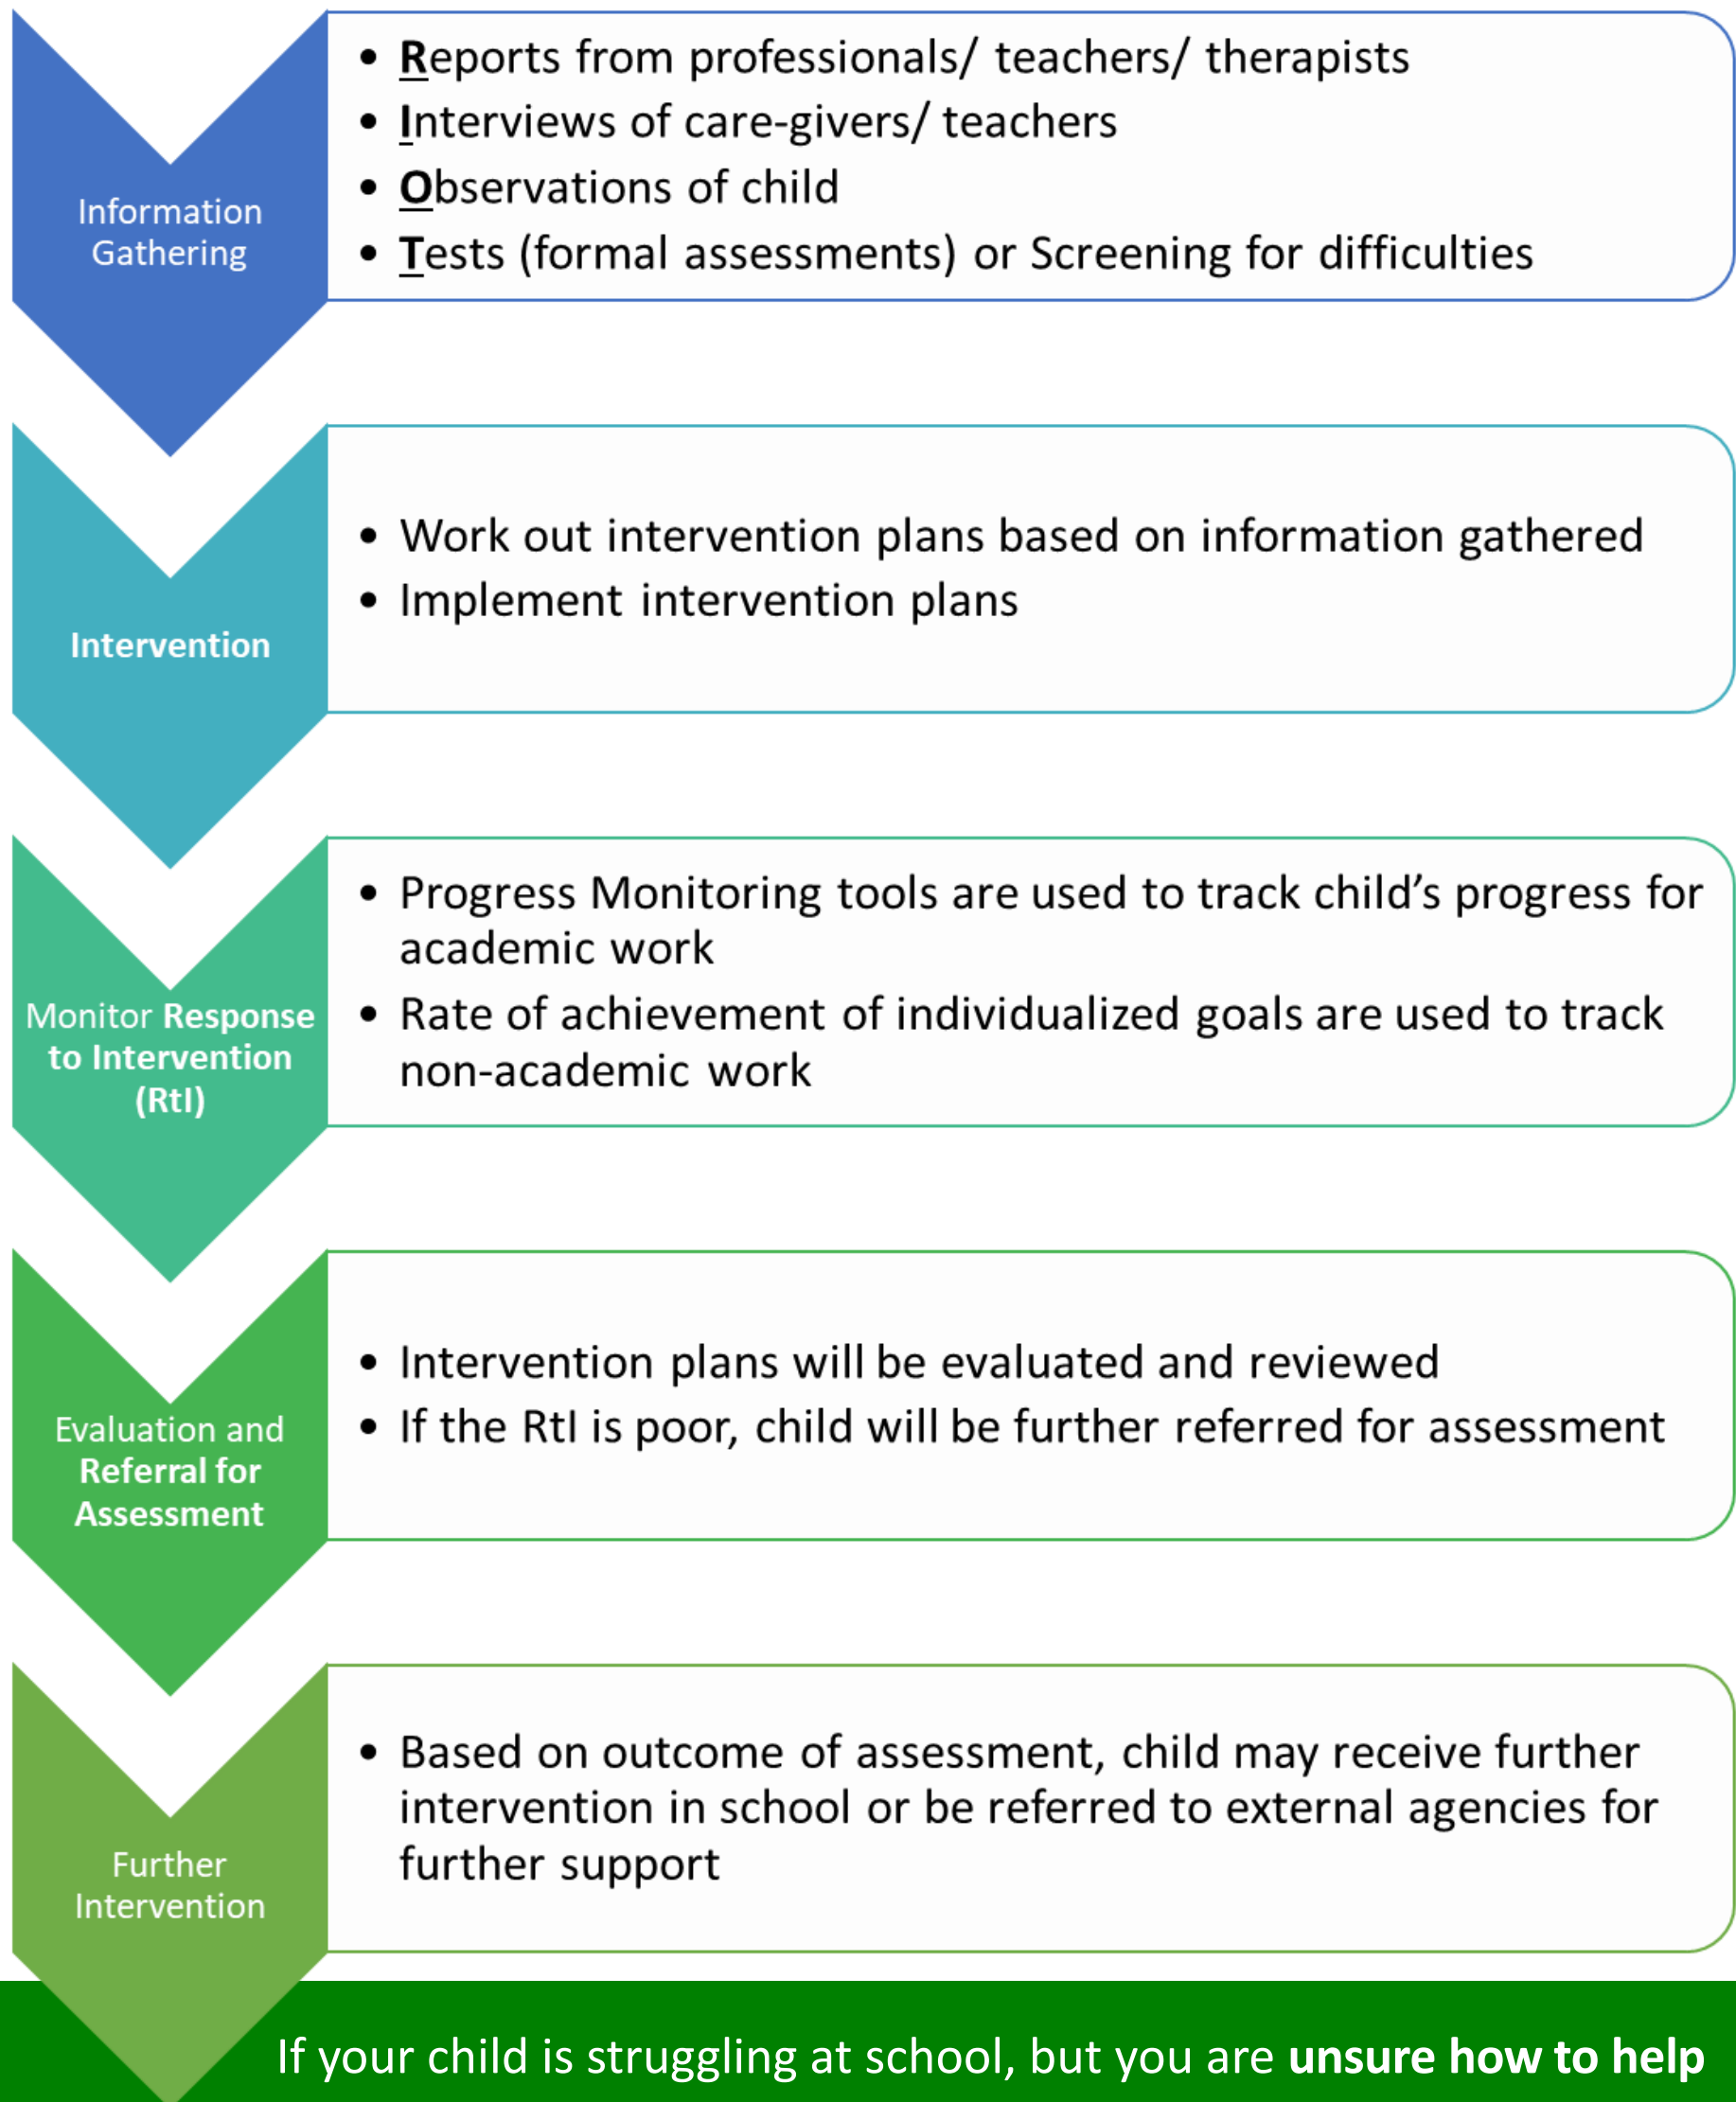 Information
Gathering
• Reports from professionals/ teachers/ therapists
• Interviews of care-givers/ teachers
• Observations of child
• Tests (formal assessments) or Screening for difficulties
Intervention
• Work out intervention plans based on information gathered
• Implement intervention plans
Monitor Response
to Intervention
(RtI)
• Progress Monitoring tools are used to track child’s progress for
academic work
• Rate of achievement of individualized goals are used to track
non-academic work
Evaluation and
Referral for
Assessment
• Intervention plans will be evaluated and reviewed
• If the RtI is poor, child will be further referred for assessment
Further
Intervention
• Based on outcome of assessment, child may receive further
intervention in school or be referred to external agencies for
further support
If your child is struggling at school, but you are unsure how to help